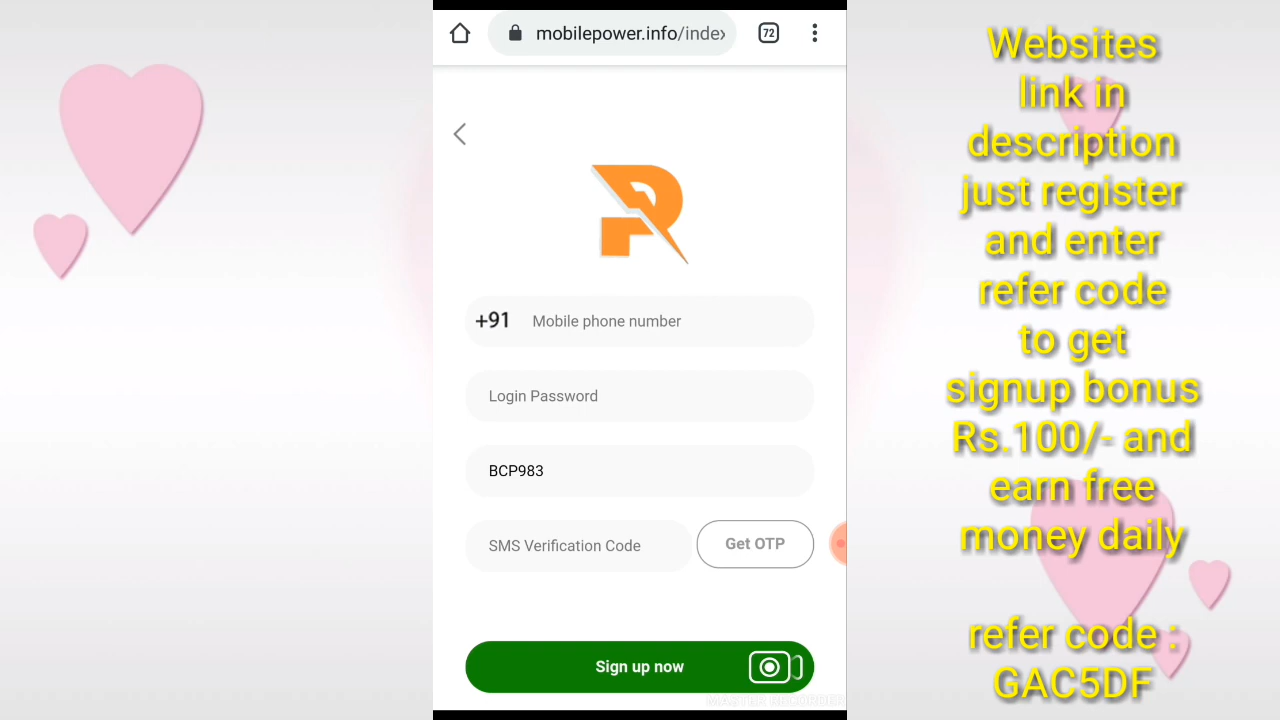 mobilepower.info/index
72
+91 Mobile phone number
Login Password
BCP983
SMS Verification Code
Get OTP
Sign up now
Websites
link in
description
just register
and enter
refer code
to get
signup bonus
Rs.100/- and
earn free
money daily
refer code :
GAC5DF